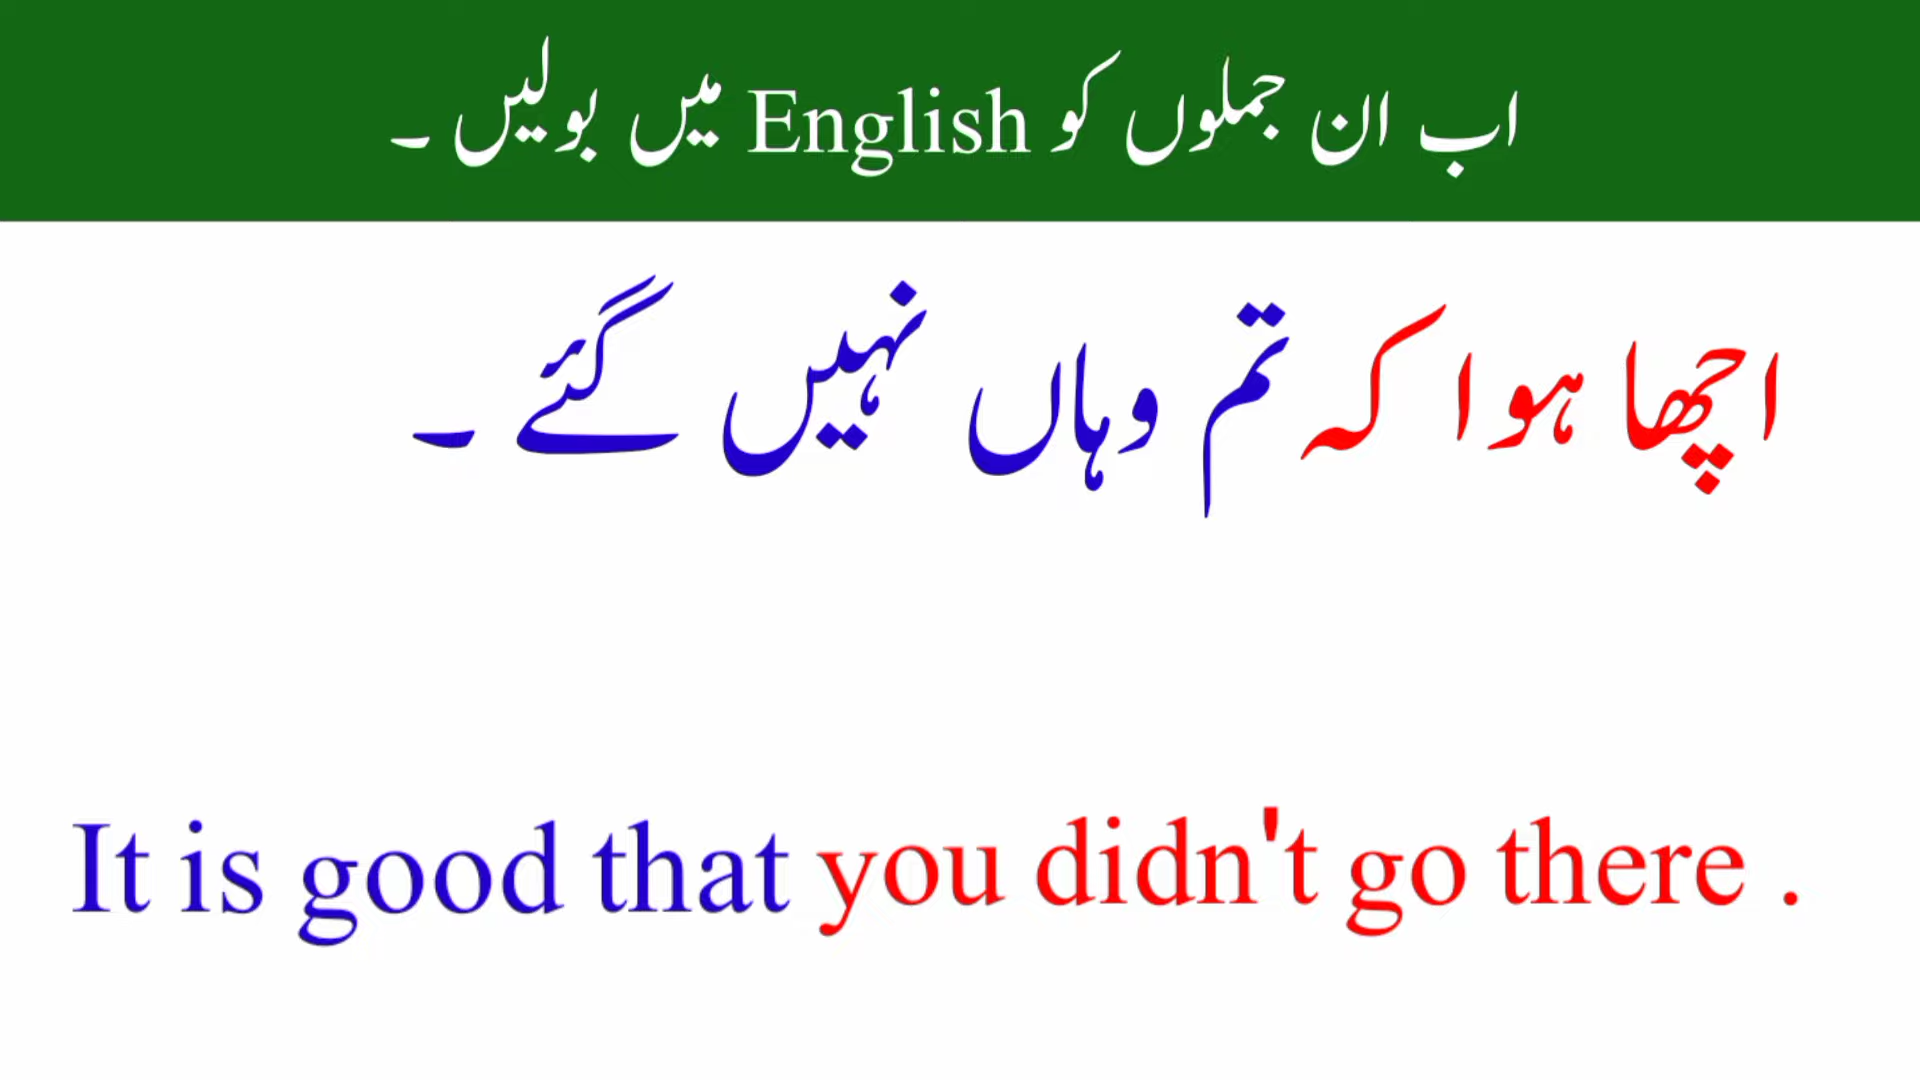 اب ان جملوں کو English میں بولیں ۔
اچھا ہوا کہ تم وہاں نہیں گئے ۔
It is good that you didn't go there .